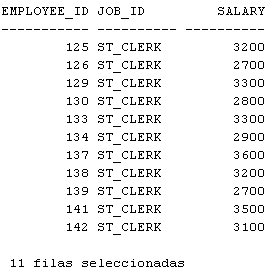 EMPLOYEE_ID JOB_ID SALARY
----------- ---------- ----------
125 ST_CLERK 3200
126 ST_CLERK 2700
129 ST_CLERK 3300
130 ST_CLERK 2800
133 ST_CLERK 3300
134 ST_CLERK 2900
137 ST_CLERK 3600
138 ST_CLERK 3200
139 ST_CLERK 2700
141 ST_CLERK 3500
142 ST_CLERK 3100
11 filas seleccionadas